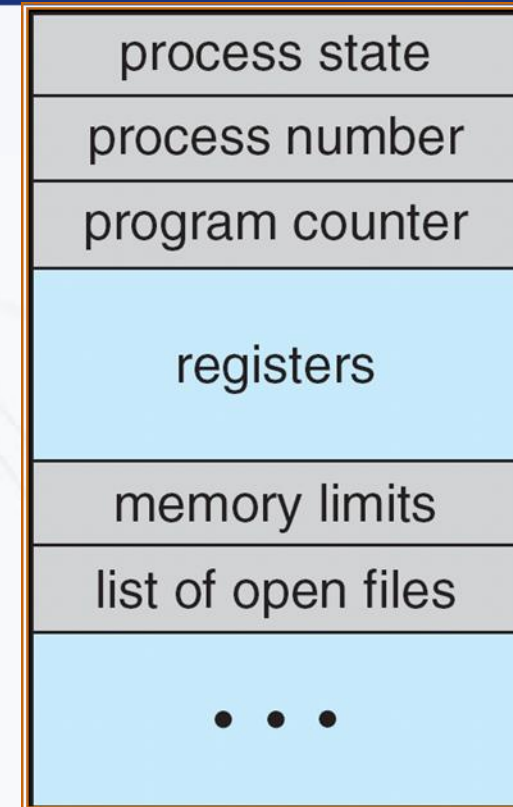 process state
process number
program counter
registers
memory limits
list of open files
• • •